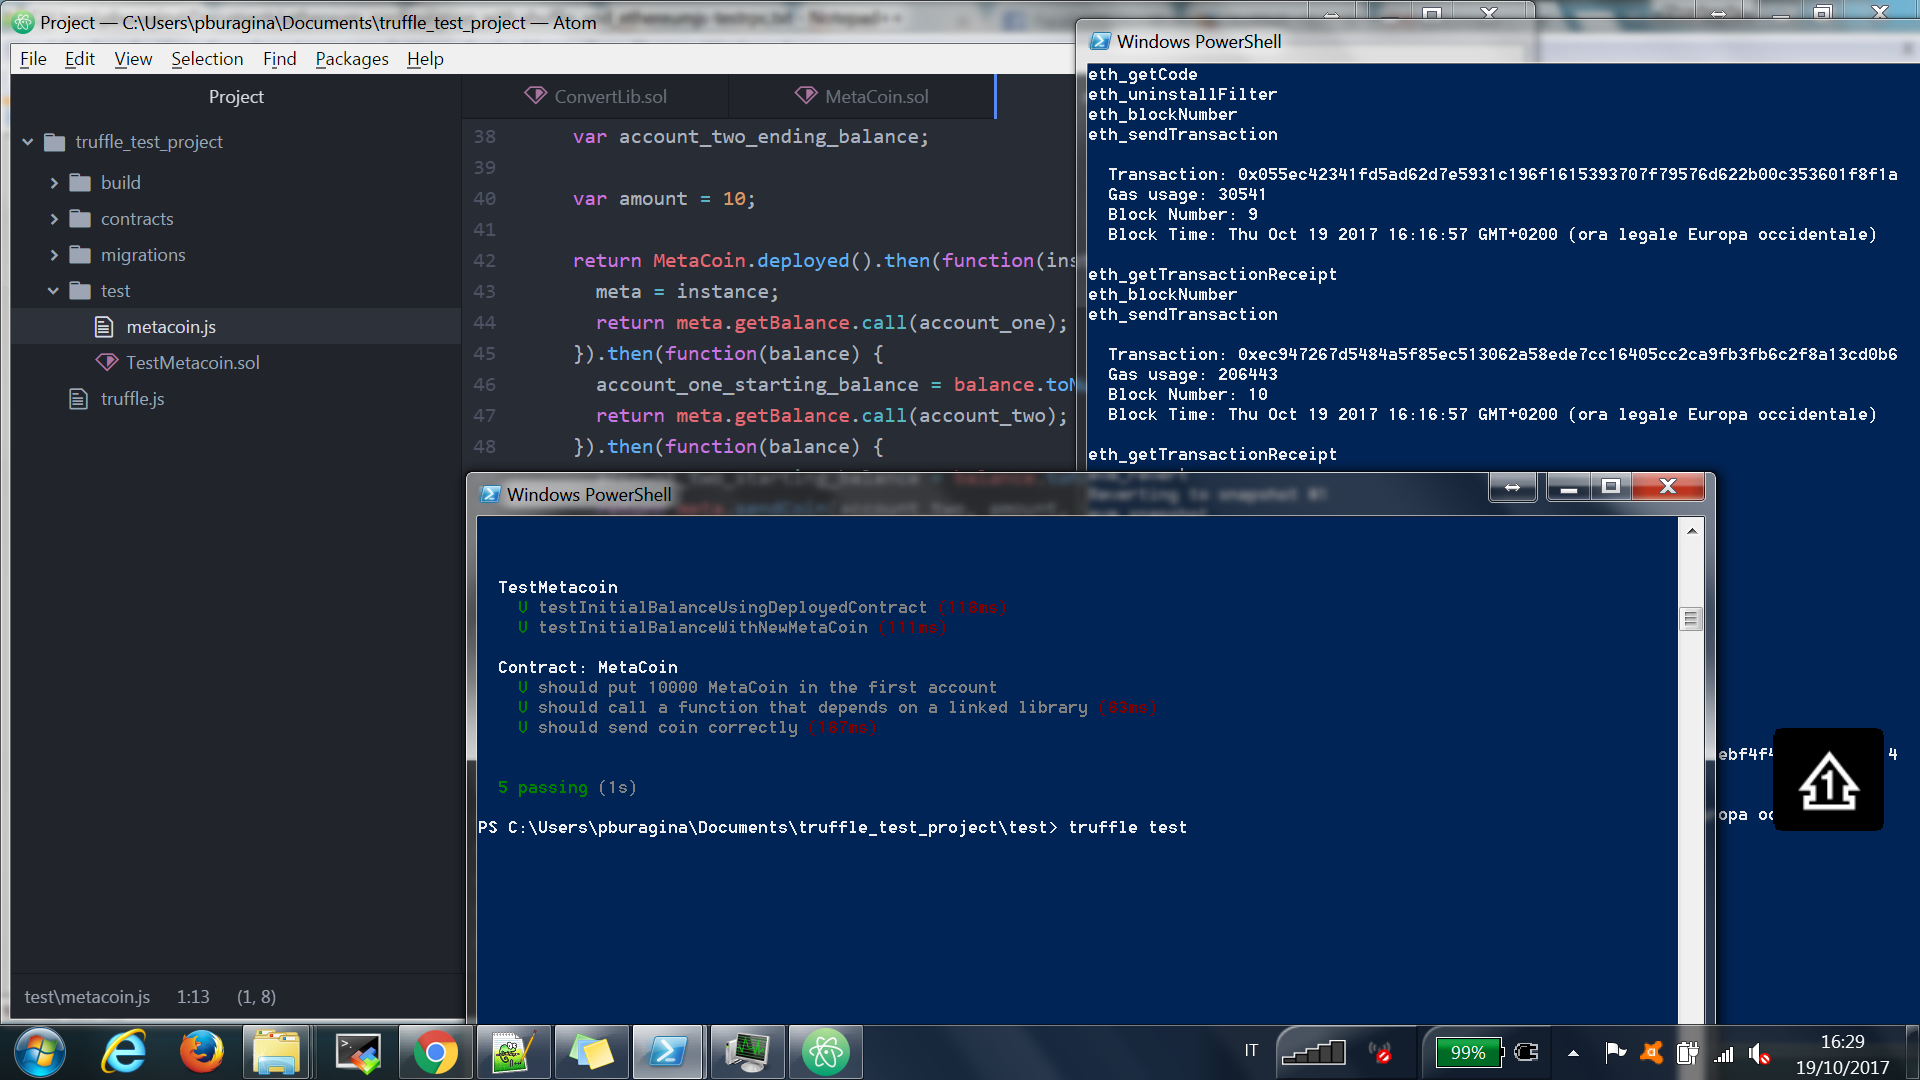 Project — C:\Users\pburagina\Documents\truffle_test_project — Atom
File Edit View Selection Find Packages Help
Project
truffle_test_project
build
contracts
migrations
test
metacoin.js
TestMetacoin.sol
truffle.js
ConvertLib.sol
MetaCoin.sol
38 var account_two_ending_balance;
39
40 var amount = 10;
41
42 return MetaCoin.deployed().then(function(ins
43 meta = instance;
44 return meta.getBalance.call(account_one);
45 }).then(function(balance) {
46 account_one_starting_balance = balance.toN
47 return meta.getBalance.call(account_two);
48 }).then(function(balance) {
test\metacoin.js 1:13 (1, 8)
Windows PowerShell
eth_getCode
eth_uninstallFilter
eth_blockNumber
eth_sendTransaction
Transaction: 0x055ec42341fd5ad62d7e5931c196f1615393707f79576d622b00c353601f8f1a
Gas usage: 30541
Block Number: 9
Block Time: Thu Oct 19 2017 16:16:57 GMT+0200 (ora legale Europa occidentale)
eth_getTransactionReceipt
eth_blockNumber
eth_sendTransaction
Transaction: 0xec947267d5484a5f85ec513062a58ede7cc16405cc2ca9fb3fb6c2f8a13cd0b6
Gas usage: 206443
Block Number: 10
Block Time: Thu Oct 19 2017 16:16:57 GMT+0200 (ora legale Europa occidentale)
eth_getTransactionReceipt
Windows PowerShell
TestMetacoin
V testInitialBalanceUsingDeployedContract (118ms)
V testInitialBalanceWithNewMetaCoin (111ms)
Contract: MetaCoin
V should put 10000 MetaCoin in the first account
V should call a function that depends on a linked library (83ms)
V should send coin correctly (187ms)
5 passing (1s)
PS C:\Users\pburagina\Documents\truffle_test_project\test> truffle test
1
IT
99%
16:29
19/10/2017